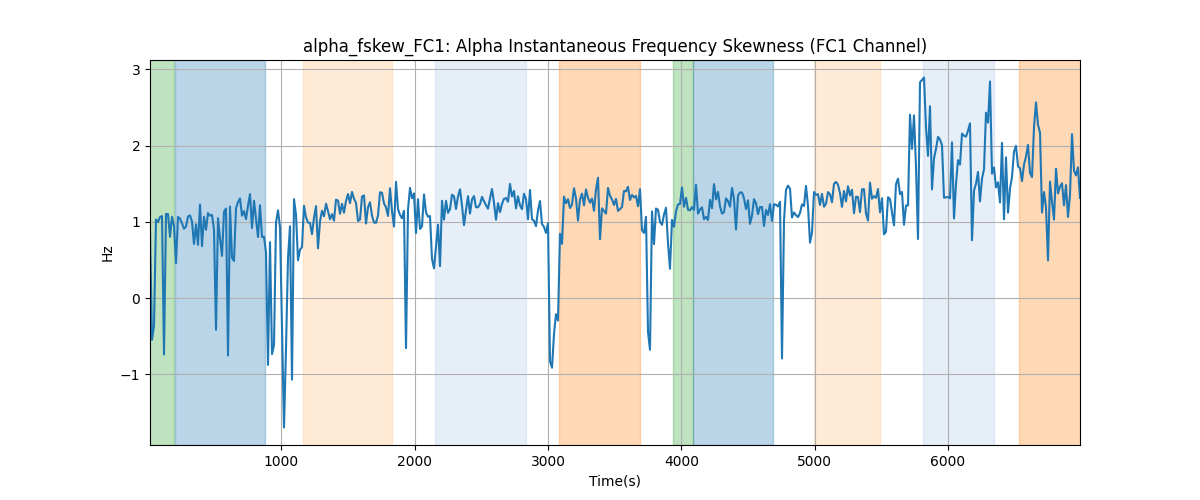 alpha_fskew_FC1: Alpha Instantaneous Frequency Skewness (FC1 Channel)
3
2
1
0
−1
Hz
1000 2000 3000 4000 5000 6000
Time(s)